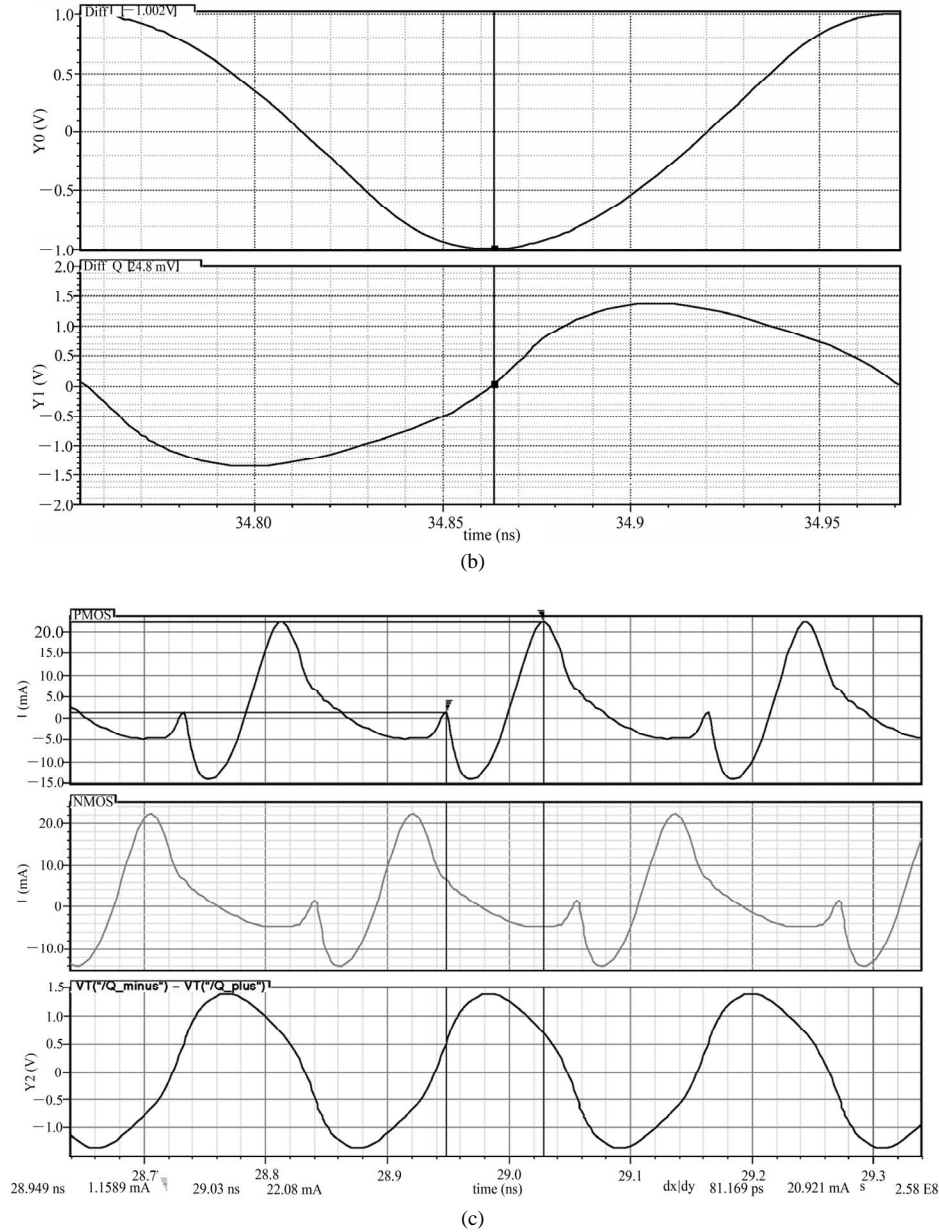 Diff I [−1.002V]
1.0
0.5
0
−0.5
−1.0
Y0 (V)
Diff Q [24.8 mV]
2.0
1.5
1.0
0.5
0
−0.5
−1.0
−1.5
−2.0
Y1 (V)
34.80 34.85 34.9 34.95
time (ns)
(b)
PMOS
20.0
15.0
10.0
5.0
0
−5.0
−10.0
−15.0
I (mA)
NMOS
20.0
10.0
0
−10.0
I (mA)
VT("/Q_minus") − VT("/Q_plus")
1.5
1.0
0.5
0
−0.5
−1.0
Y2 (V)
28.7 28.8 28.9 29.0 29.1 29.2 29.3
28.949 ns 1.1589 mA 29.03 ns 22.08 mA time (ns) dx|dy 81.169 ps 20.921 mA s 2.58 E8
(c)